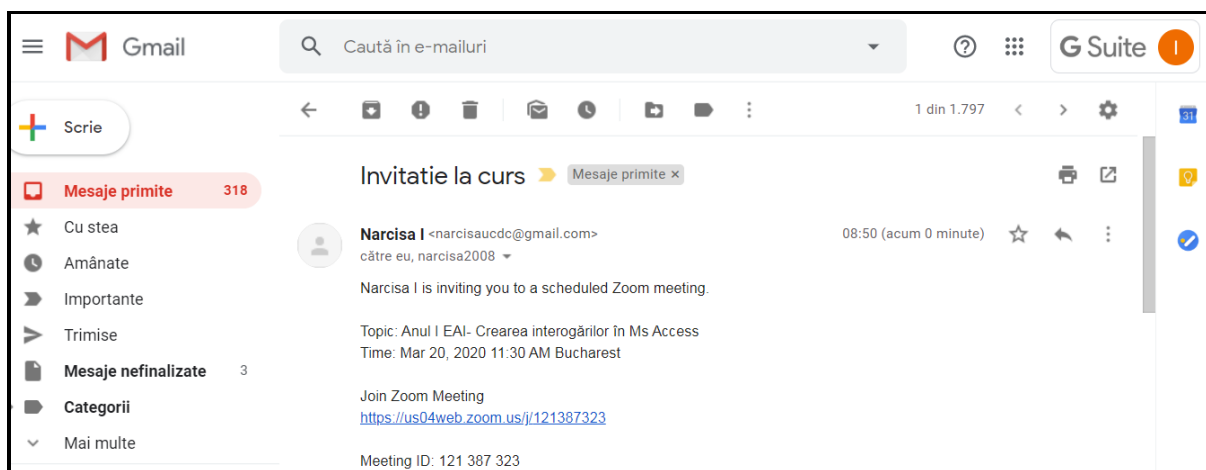 Gmail
Caută în e-mailuri
G Suite
I
Scrie
1 din 1.797
31
Invitatie la curs
Mesaje primite ×
Mesaje primite 318
Cu stea
Amânate
Importante
Trimise
Mesaje nefinalizate 3
Categorii
Mai multe
Narcisa I <narcisaucdc@gmail.com>
08:50 (acum 0 minute)
către eu, narcisa2008
Narcisa I is inviting you to a scheduled Zoom meeting.
Topic: Anul I EAI- Crearea interogărilor în Ms Access
Time: Mar 20, 2020 11:30 AM Bucharest
Join Zoom Meeting
https://us04web.zoom.us/j/121387323
Meeting ID: 121 387 323